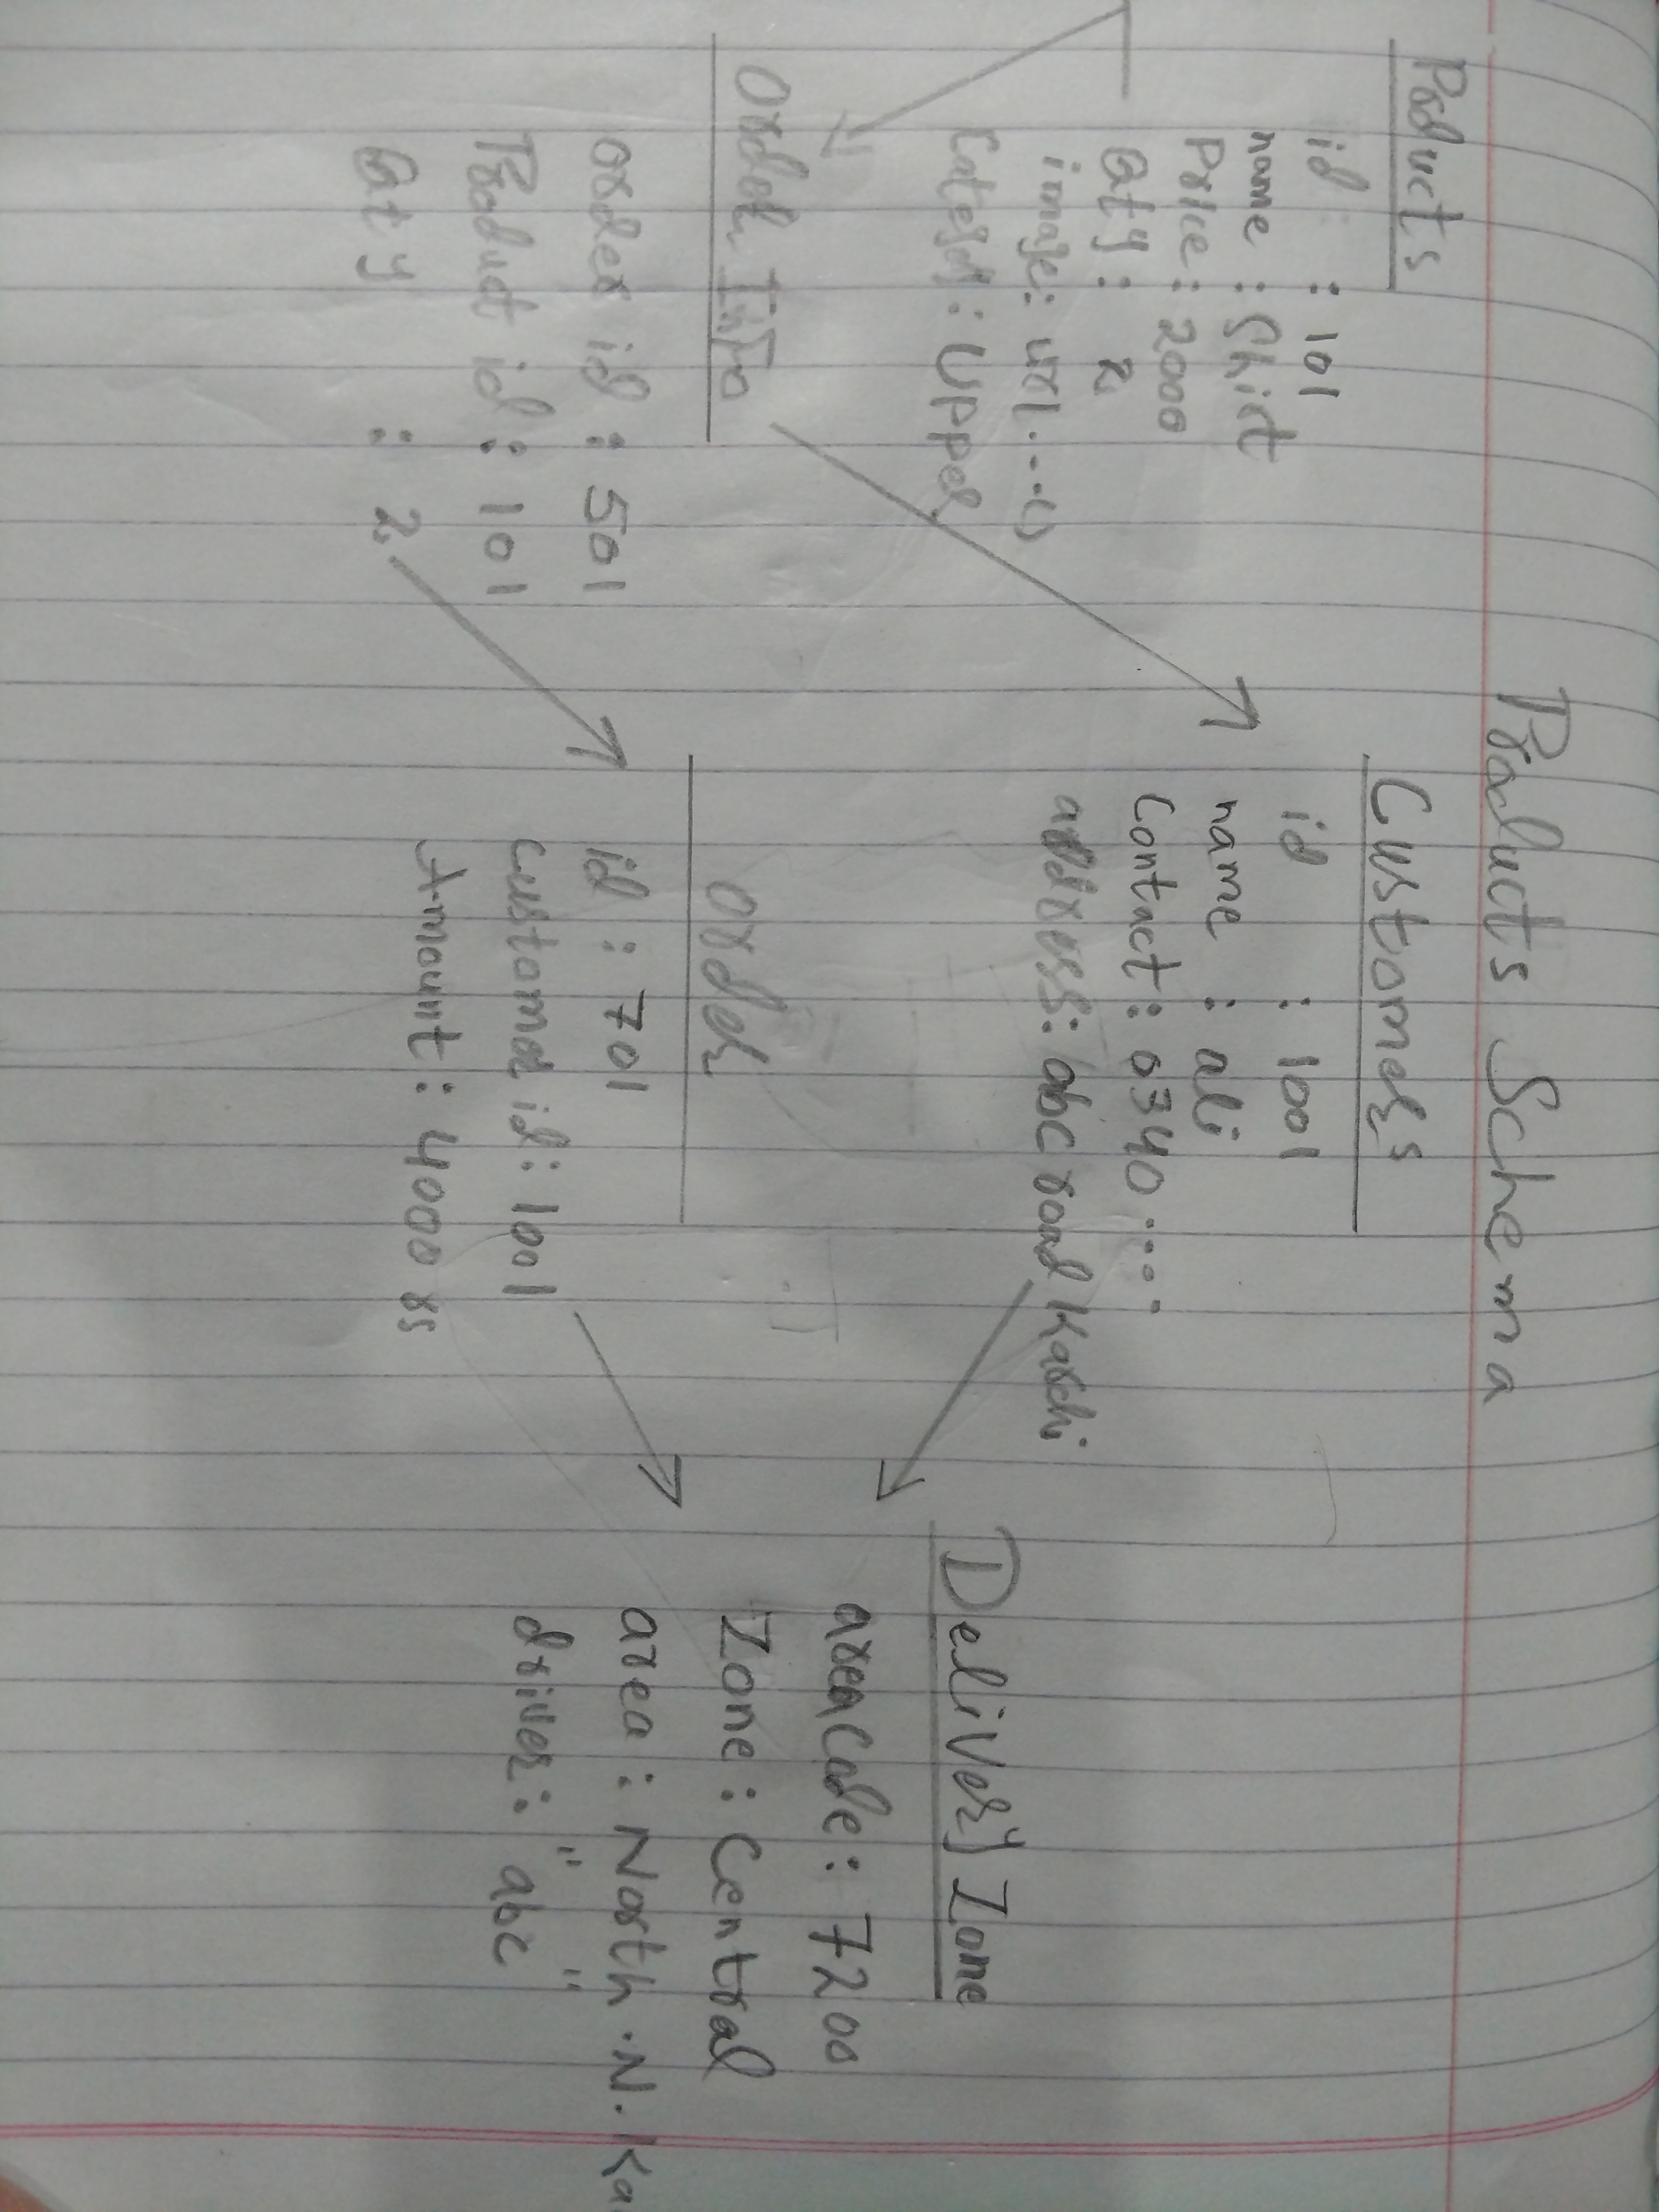 Products Schema
Products
id : 101
name : Shirt
Price : 2000
Qty : 2
image : url....()
Category : Upper
Order Info
order id : 501
Product id : 101
Qty : 2
Customers
id : 1001
name : ali
Contact : 0340.....
address: abc road Karachi
order
id : 701
Customer id : 1001
Amount : 4000 rs
Delivery Zone
areaCode : 7200
Zone : Central
area : North .N. Ka
driver : "abc"